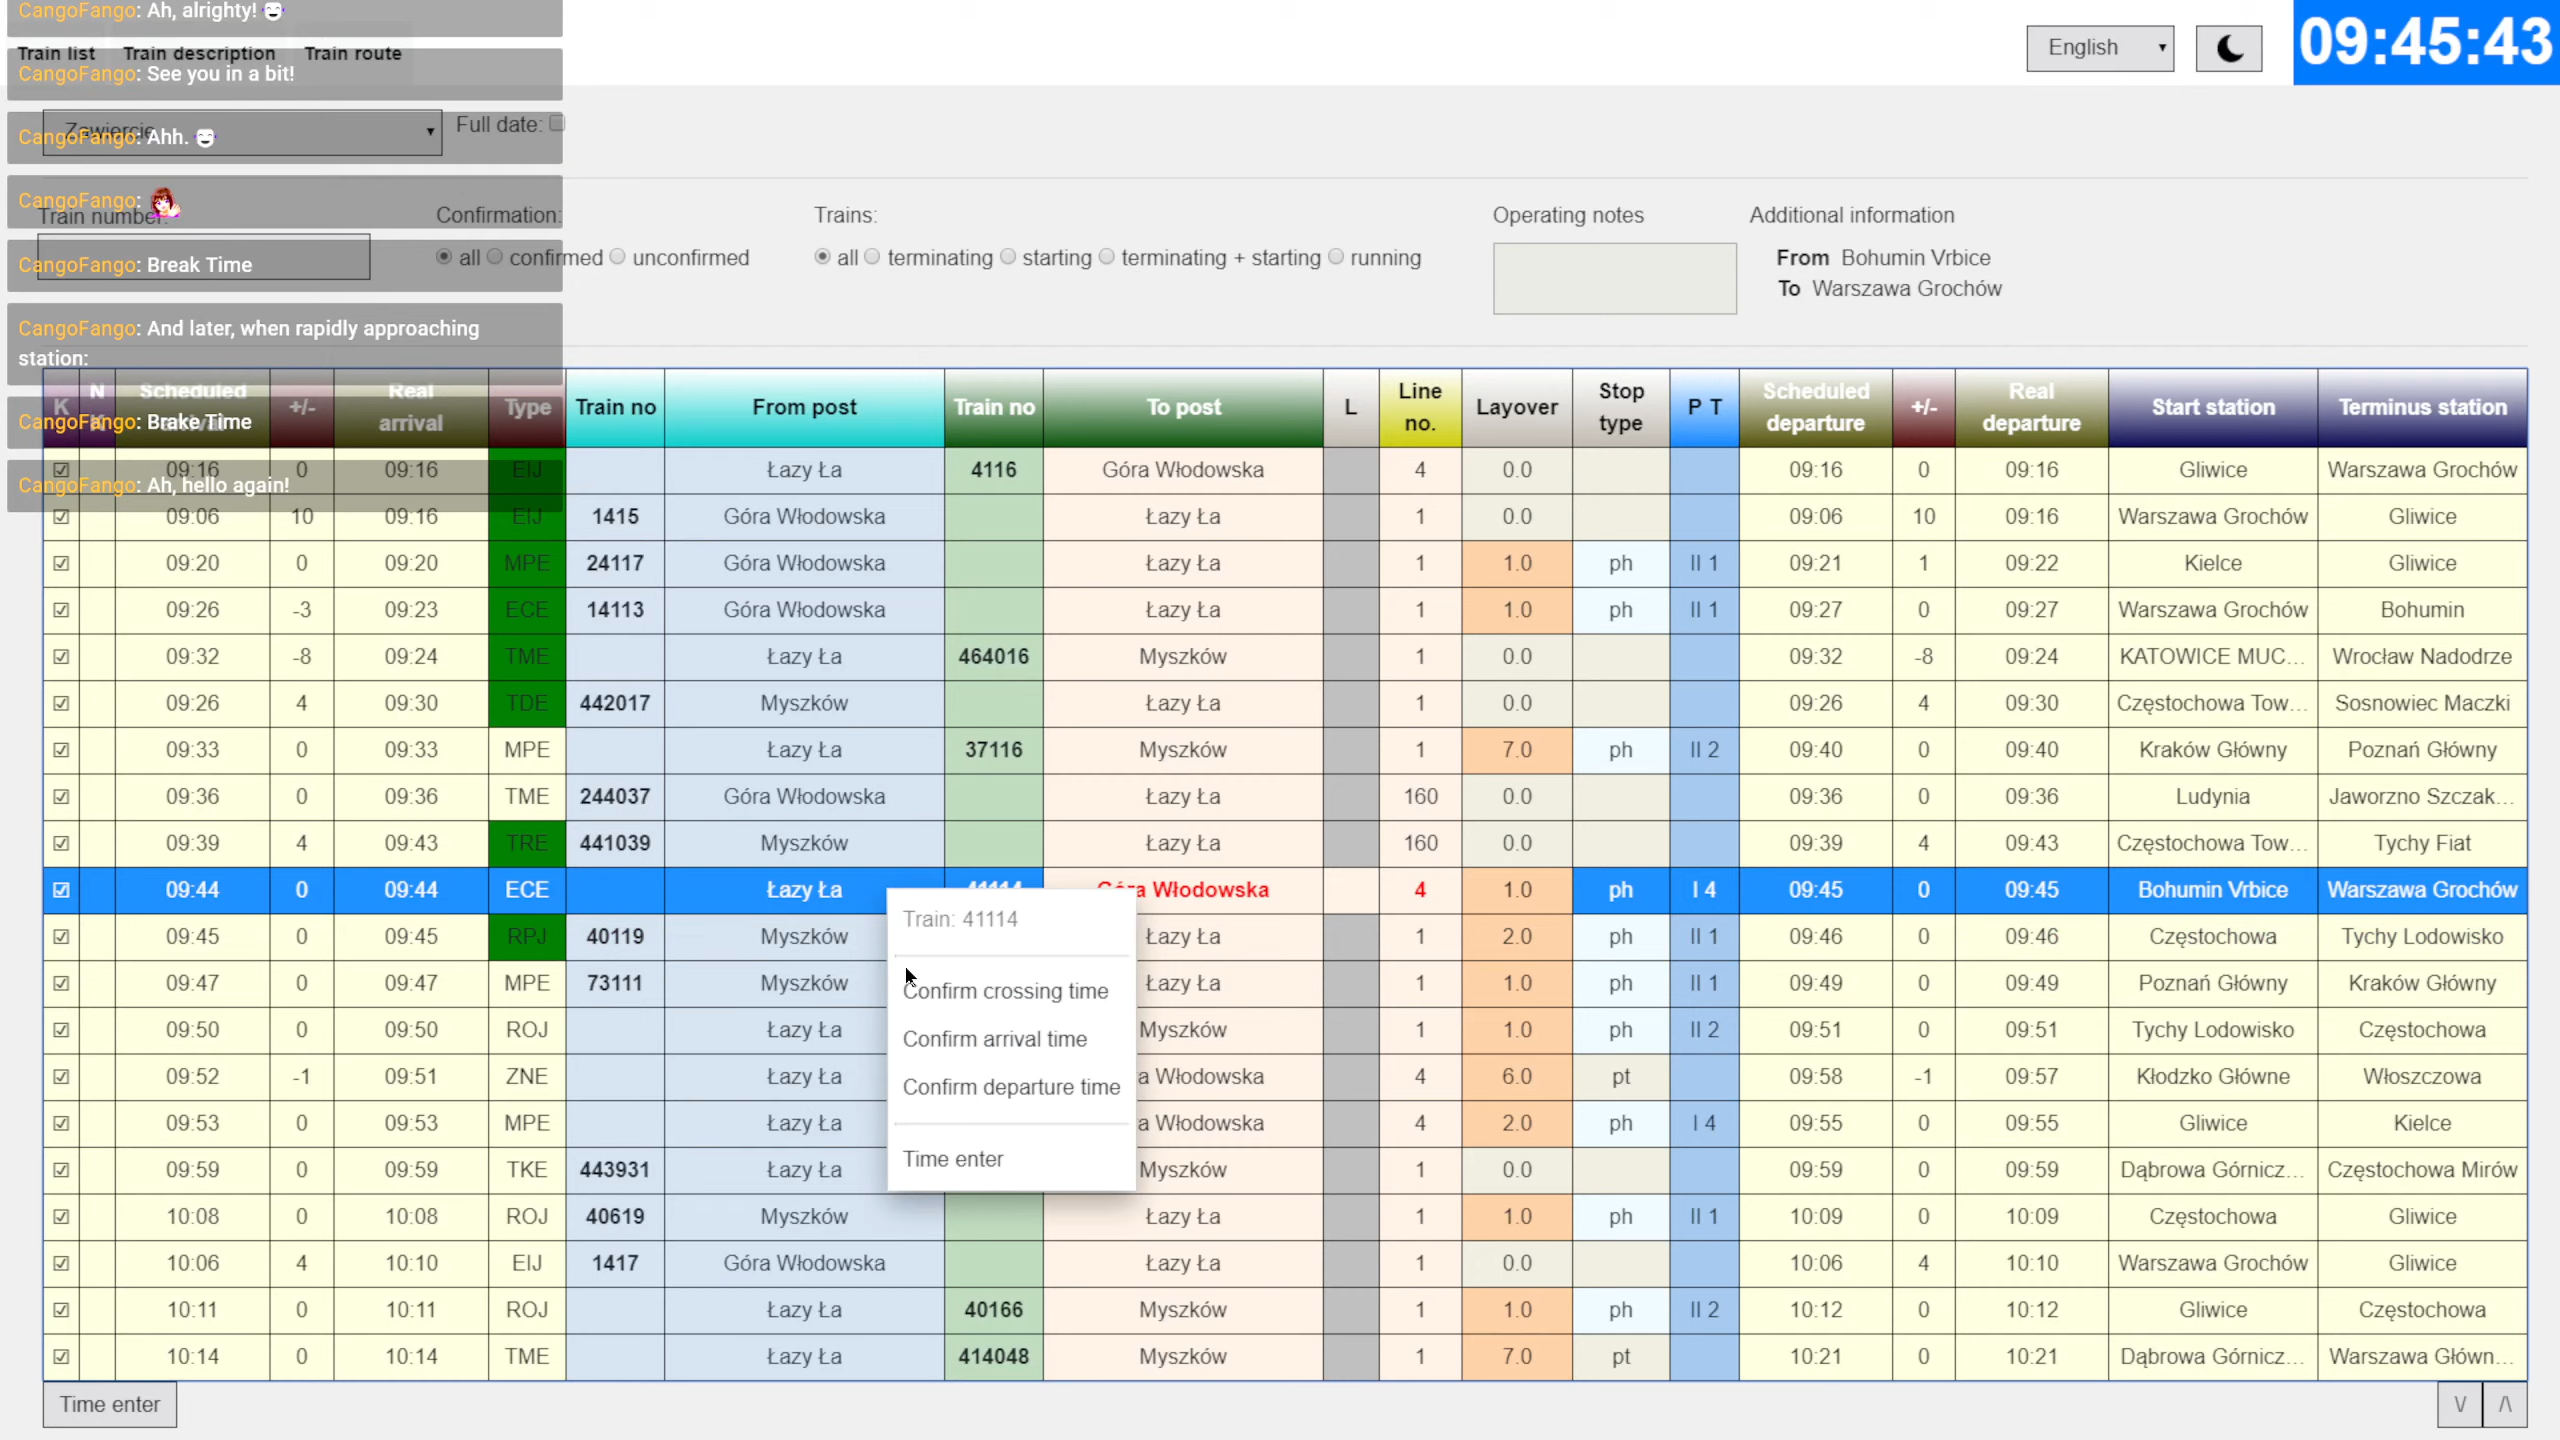 CangoFango: Ah, alrighty!
Train list Train description Train route
CangoFango: See you in a bit!
English
09:45:43
Zawiercie
CangoFango: Ahh.
Full date:
CangoFango:
Train number:
Confirmation:
Trains:
Operating notes
Additional information
CangoFango: Break Time
all confirmed unconfirmed
all terminating starting terminating + starting running
From Bohumin Vrbice
To Warszawa Grochów
CangoFango: And later, when rapidly approaching
station:
CangoFango: Brake Time
CangoFango: Ah, hello again!
K N K Scheduled arrival +/- Real arrival Type Train no From post Train no To post L Line no. Layover Stop type P T Scheduled departure +/- Real departure Start station Terminus station
09:16 0 09:16 EIJ Łazy Ła 4116 Góra Włodowska 4 0.0 09:16 0 09:16 Gliwice Warszawa Grochów
09:06 10 09:16 EIJ 1415 Góra Włodowska Łazy Ła 1 0.0 09:06 10 09:16 Warszawa Grochów Gliwice
09:20 0 09:20 MPE 24117 Góra Włodowska Łazy Ła 1 1.0 ph II 1 09:21 1 09:22 Kielce Gliwice
09:26 -3 09:23 ECE 14113 Góra Włodowska Łazy Ła 1 1.0 ph II 1 09:27 0 09:27 Warszawa Grochów Bohumin
09:32 -8 09:24 TME Łazy Ła 464016 Myszków 1 0.0 09:32 -8 09:24 KATOWICE MUC... Wrocław Nadodrze
09:26 4 09:30 TDE 442017 Myszków Łazy Ła 1 0.0 09:26 4 09:30 Częstochowa Tow... Sosnowiec Maczki
09:33 0 09:33 MPE Łazy Ła 37116 Myszków 1 7.0 ph II 2 09:40 0 09:40 Kraków Główny Poznań Główny
09:36 0 09:36 TME 244037 Góra Włodowska Łazy Ła 160 0.0 09:36 0 09:36 Ludynia Jaworzno Szczak...
09:39 4 09:43 TRE 441039 Myszków Łazy Ła 160 0.0 09:39 4 09:43 Częstochowa Tow... Tychy Fiat
09:44 0 09:44 ECE Łazy Ła 41114 Góra Włodowska 4 1.0 ph I 4 09:45 0 09:45 Bohumin Vrbice Warszawa Grochów
Train: 41114
09:45 0 09:45 RPJ 40119 Myszków Łazy Ła 1 2.0 ph II 1 09:46 0 09:46 Częstochowa Tychy Lodowisko
09:47 0 09:47 MPE 73111 Myszków Łazy Ła 1 1.0 ph II 1 09:49 0 09:49 Poznań Główny Kraków Główny
Confirm crossing time
09:50 0 09:50 ROJ Łazy Ła Myszków 1 1.0 ph II 2 09:51 0 09:51 Tychy Lodowisko Częstochowa
Confirm arrival time
09:52 -1 09:51 ZNE Łazy Ła a Włodowska 4 6.0 pt 09:58 -1 09:57 Kłodzko Główne Włoszczowa
Confirm departure time
09:53 0 09:53 MPE Łazy Ła a Włodowska 4 2.0 ph I 4 09:55 0 09:55 Gliwice Kielce
Time enter
09:59 0 09:59 TKE 443931 Łazy Ła Myszków 1 0.0 09:59 0 09:59 Dąbrowa Górnicz... Częstochowa Mirów
10:08 0 10:08 ROJ 40619 Myszków Łazy Ła 1 1.0 ph II 1 10:09 0 10:09 Częstochowa Gliwice
10:06 4 10:10 EIJ 1417 Góra Włodowska Łazy Ła 1 0.0 10:06 4 10:10 Warszawa Grochów Gliwice
10:11 0 10:11 ROJ Łazy Ła 40166 Myszków 1 1.0 ph II 2 10:12 0 10:12 Gliwice Częstochowa
10:14 0 10:14 TME Łazy Ła 414048 Myszków 1 7.0 pt 10:21 0 10:21 Dąbrowa Górnicz... Warszawa Główn...
Time enter
V Λ